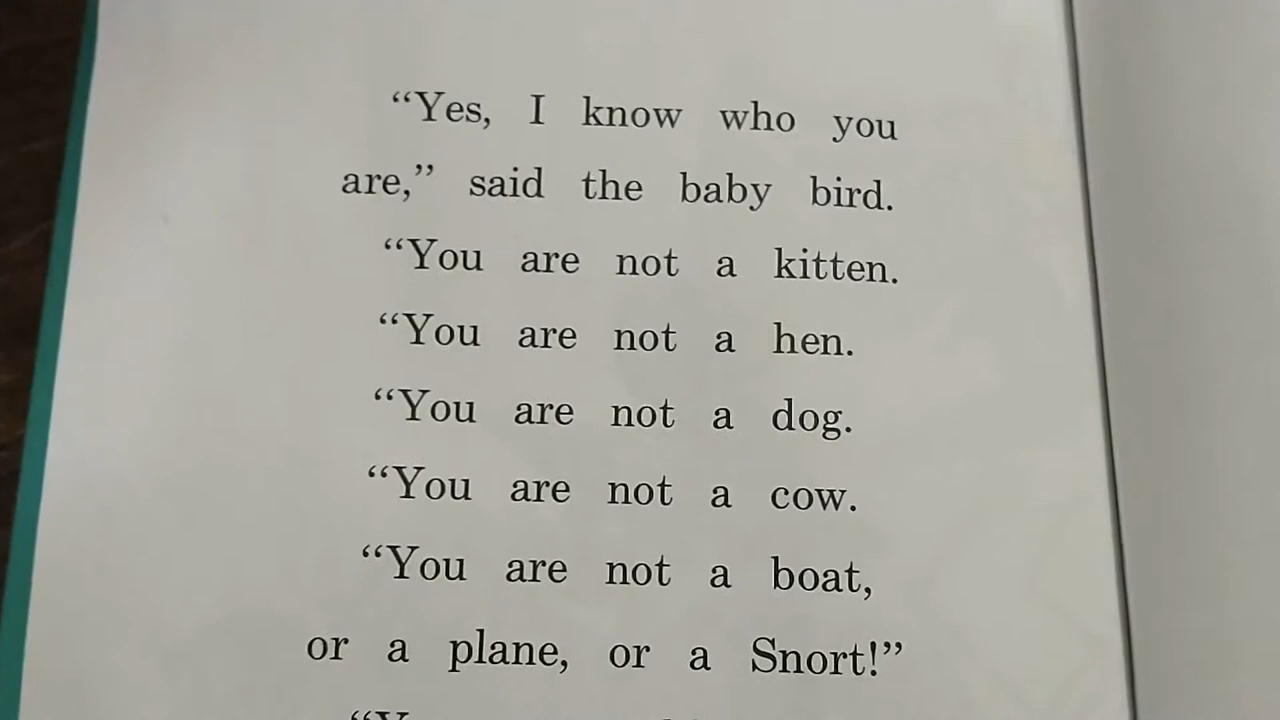 “Yes, I know who you
are,” said the baby bird.
“You are not a kitten.
“You are not a hen.
“You are not a dog.
“You are not a cow.
“You are not a boat,
or a plane, or a Snort!”